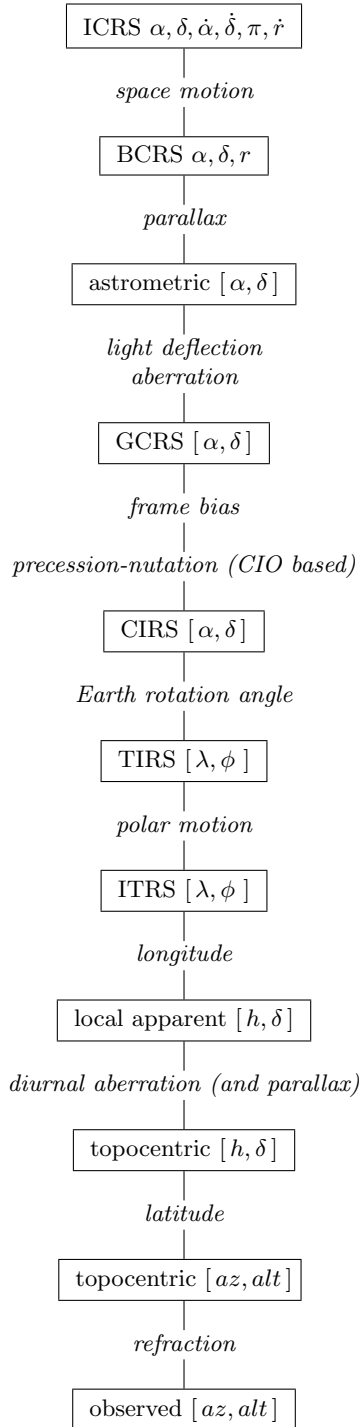 ICRS α, δ, α̇, δ̇, π, ṙ
space motion
BCRS α, δ, r
parallax
astrometric [ α, δ ]
light deflection
aberration
GCRS [ α, δ ]
frame bias
precession-nutation (CIO based)
CIRS [ α, δ ]
Earth rotation angle
TIRS [ λ, ϕ ]
polar motion
ITRS [ λ, ϕ ]
longitude
local apparent [ h, δ ]
diurnal aberration (and parallax)
topocentric [ h, δ ]
latitude
topocentric [ az, alt ]
refraction
observed [ az, alt ]